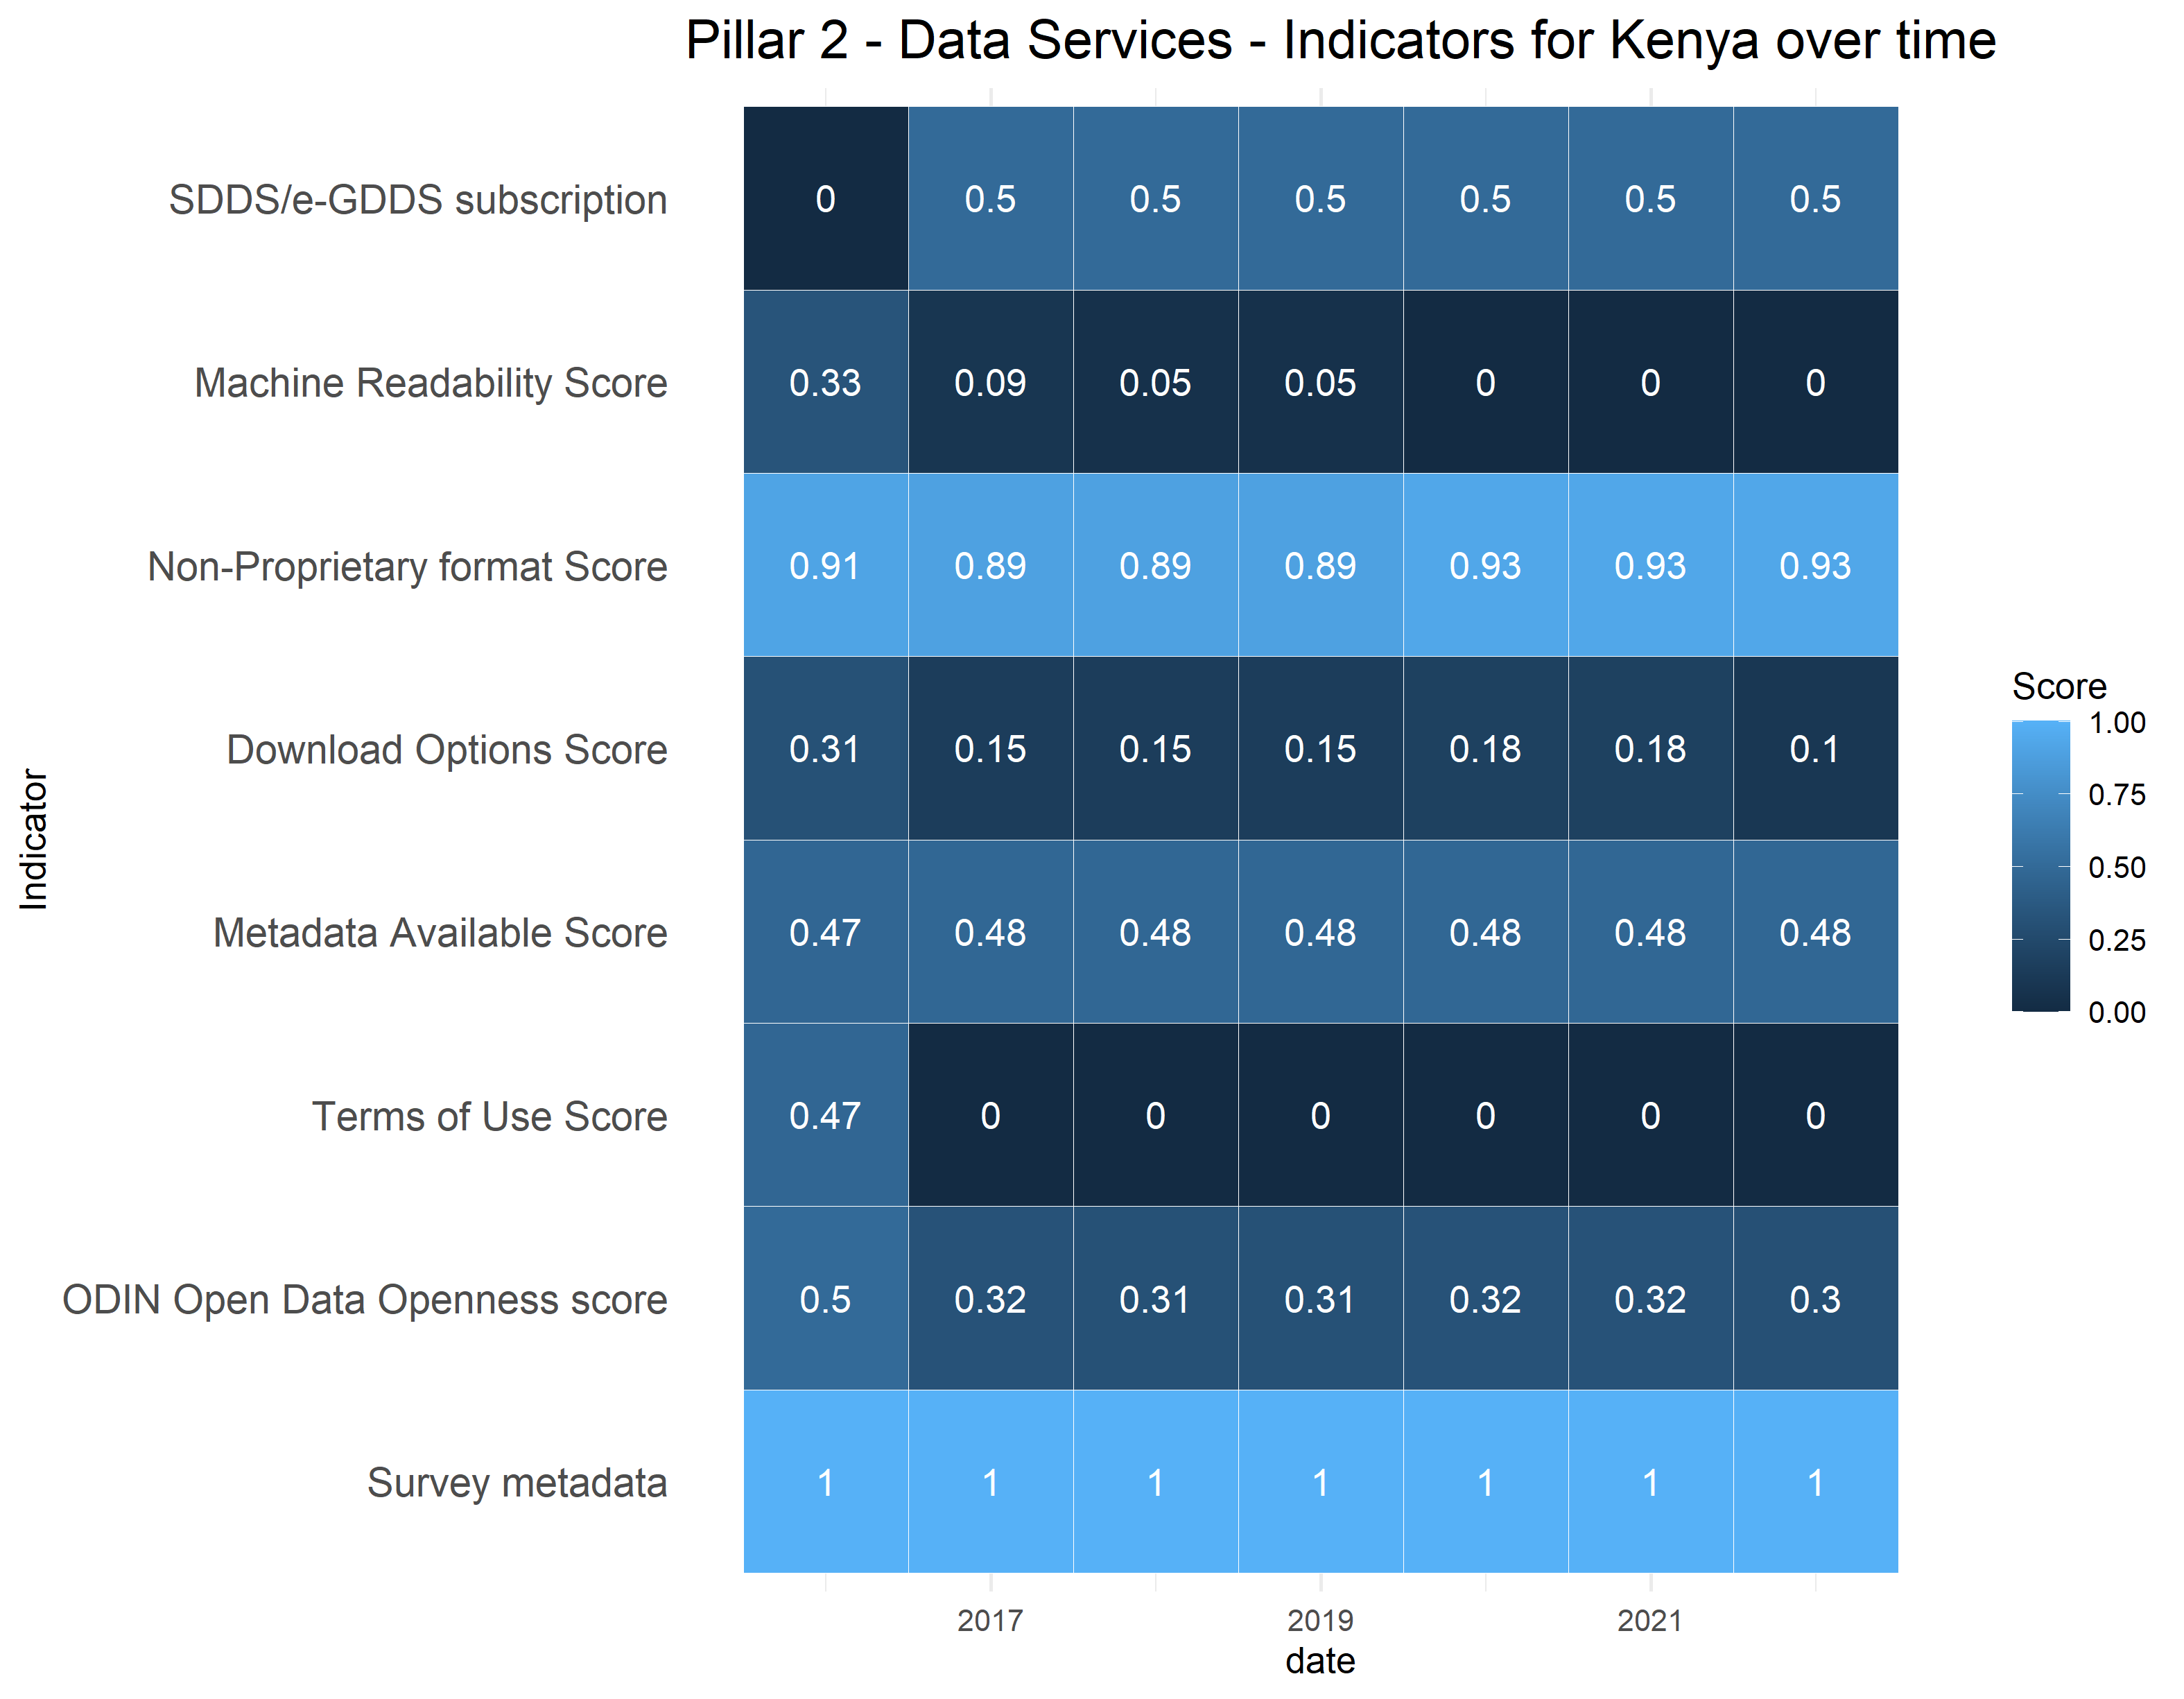 Pillar 2 - Data Services - Indicators for Kenya over time
SDDS/e-GDDS subscription 0 0.5 0.5 0.5 0.5 0.5 0.5
Machine Readability Score 0.33 0.09 0.05 0.05 0 0 0
Non-Proprietary format Score 0.91 0.89 0.89 0.89 0.93 0.93 0.93
Download Options Score 0.31 0.15 0.15 0.15 0.18 0.18 0.1
Metadata Available Score 0.47 0.48 0.48 0.48 0.48 0.48 0.48
Terms of Use Score 0.47 0 0 0 0 0 0
ODIN Open Data Openness score 0.5 0.32 0.31 0.31 0.32 0.32 0.3
Survey metadata 1 1 1 1 1 1 1
2017 2019 2021
date
Indicator
Score
1.00
0.75
0.50
0.25
0.00